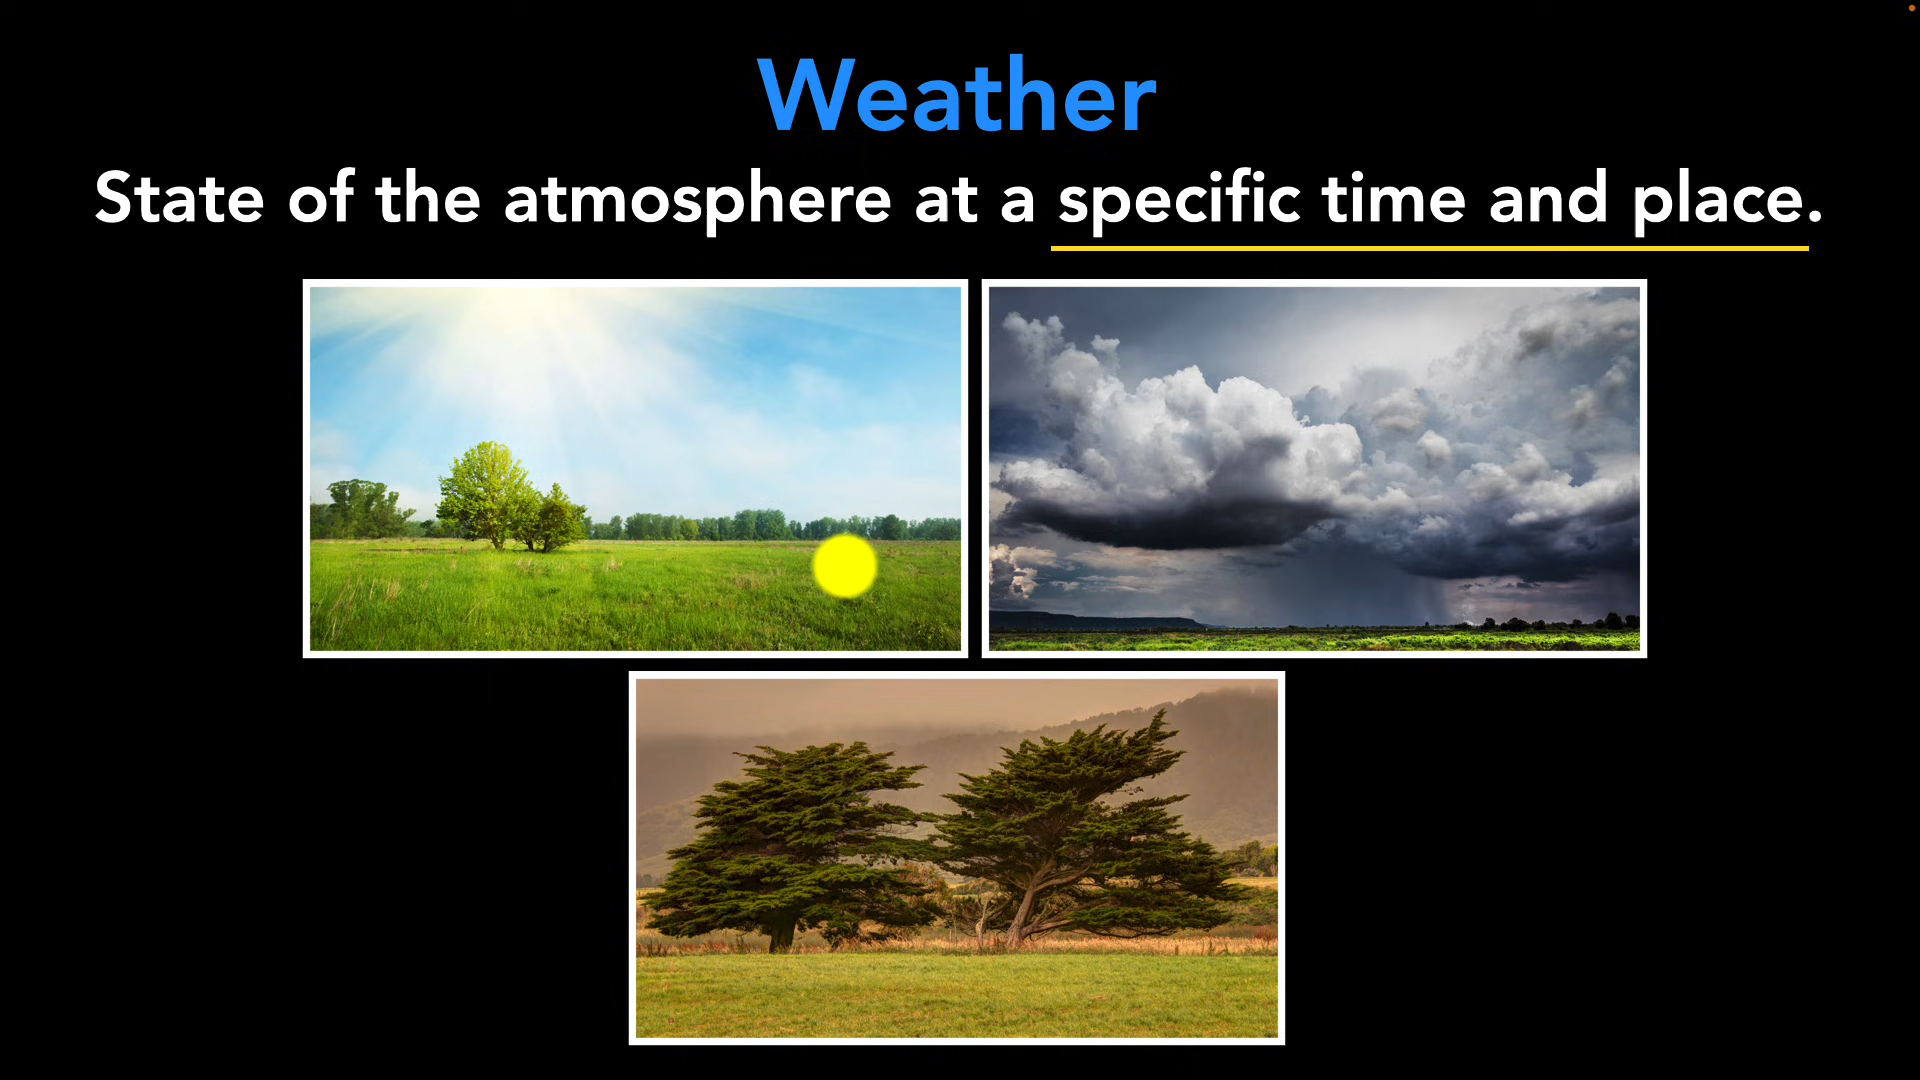 Weather
State of the atmosphere at a specific time and place.